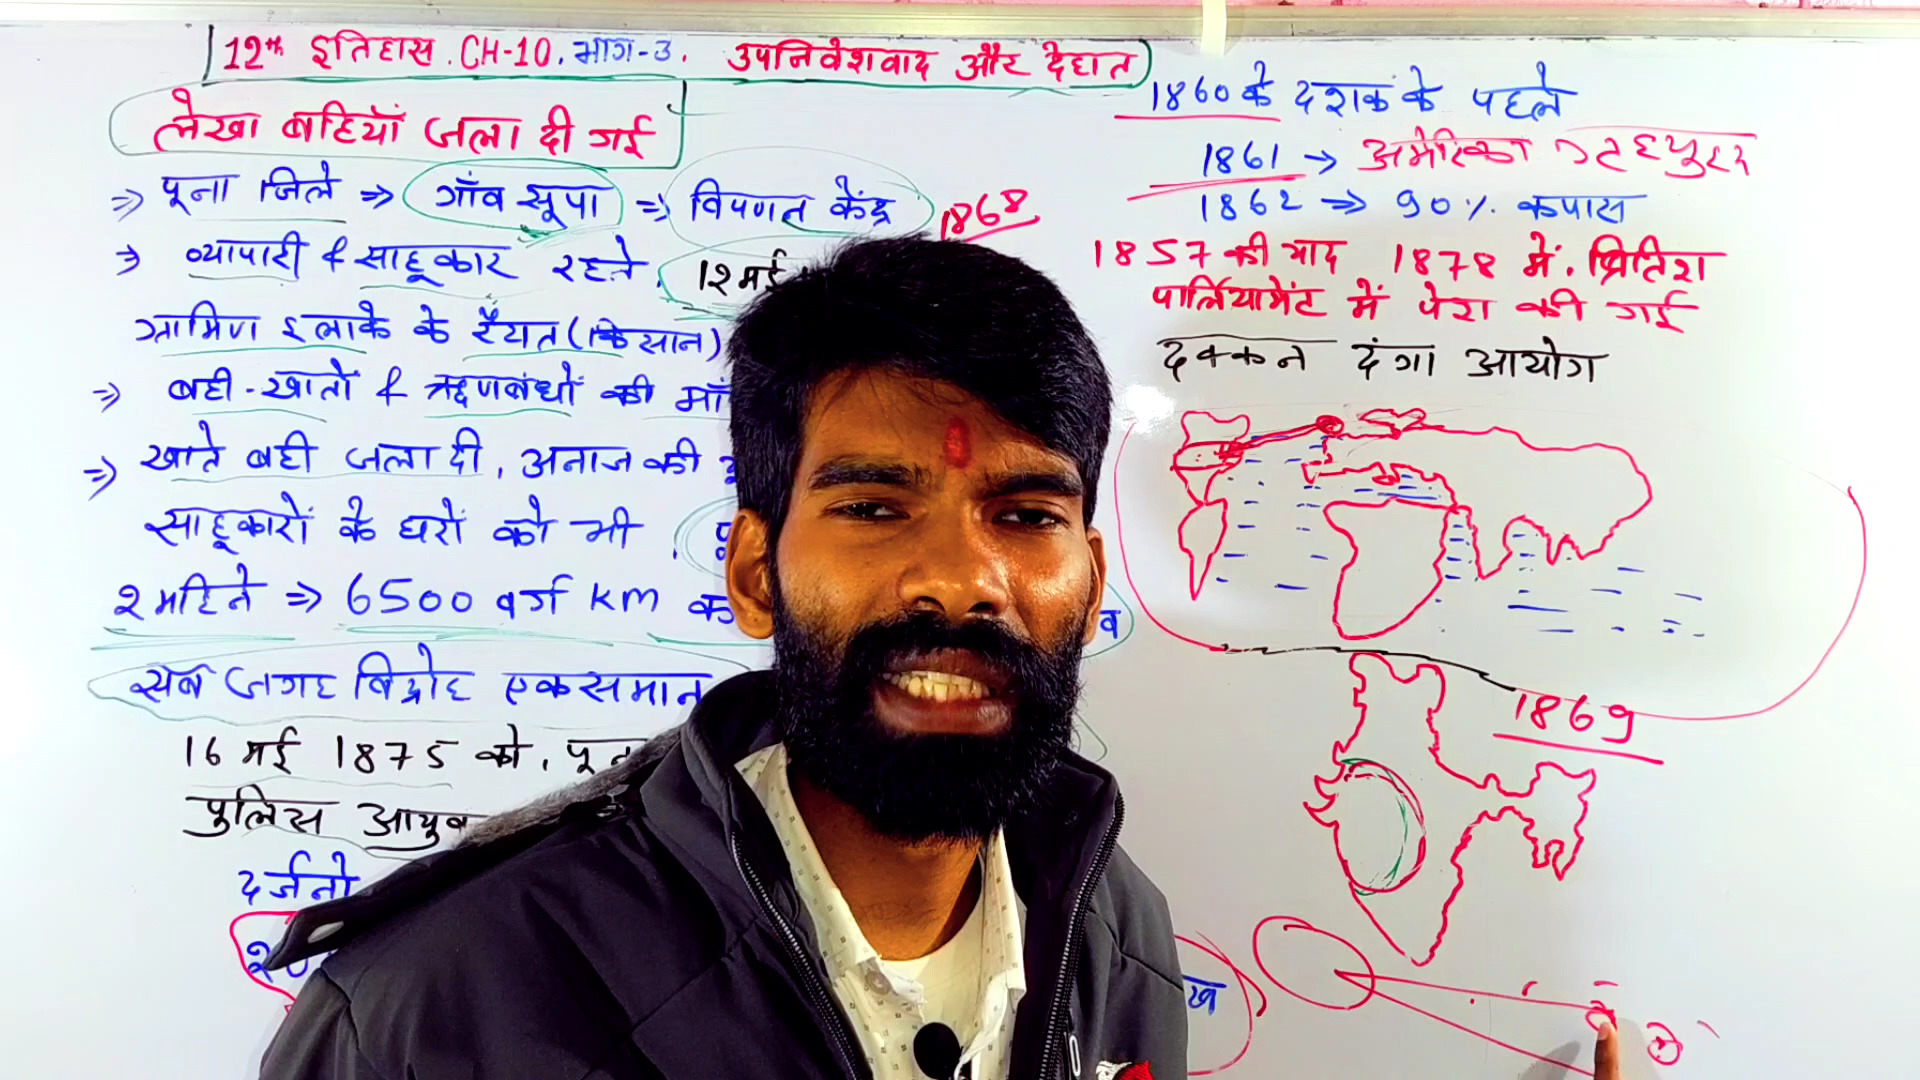 12th इतिहास. CH-10. भाग-3. उपनिवेशवाद और देहात
लेखा बहियाँ जला दी गई
⇒ पूना जिले ⇒ गाँव सूपा ⇒ विपणन केंद्र
1868
⇒ व्यापारी & साहूकार रहते. 12 मई
ग्रामिण इलाके के रैयत (किसान)
⇒ बही-खातों & ऋणबंधों की
⇒ खाते बही जला दी, अनाज की
साहूकारों के घरों को भी.
2 महिने ⇒ 6500 वर्ग km
सब जगह विद्रोह एकसमान
16 मई 1875 को,
पुलिस
दर्जनो
1860 के दशक के पहले
1861 → अमेरिका गृहयुद्ध
1862 ⇒ 90% कपास
1857 की याद 1878 में. ब्रिटिश
पार्लियामेंट में पेश की गई
दक्कन दंगा आयोग
1869